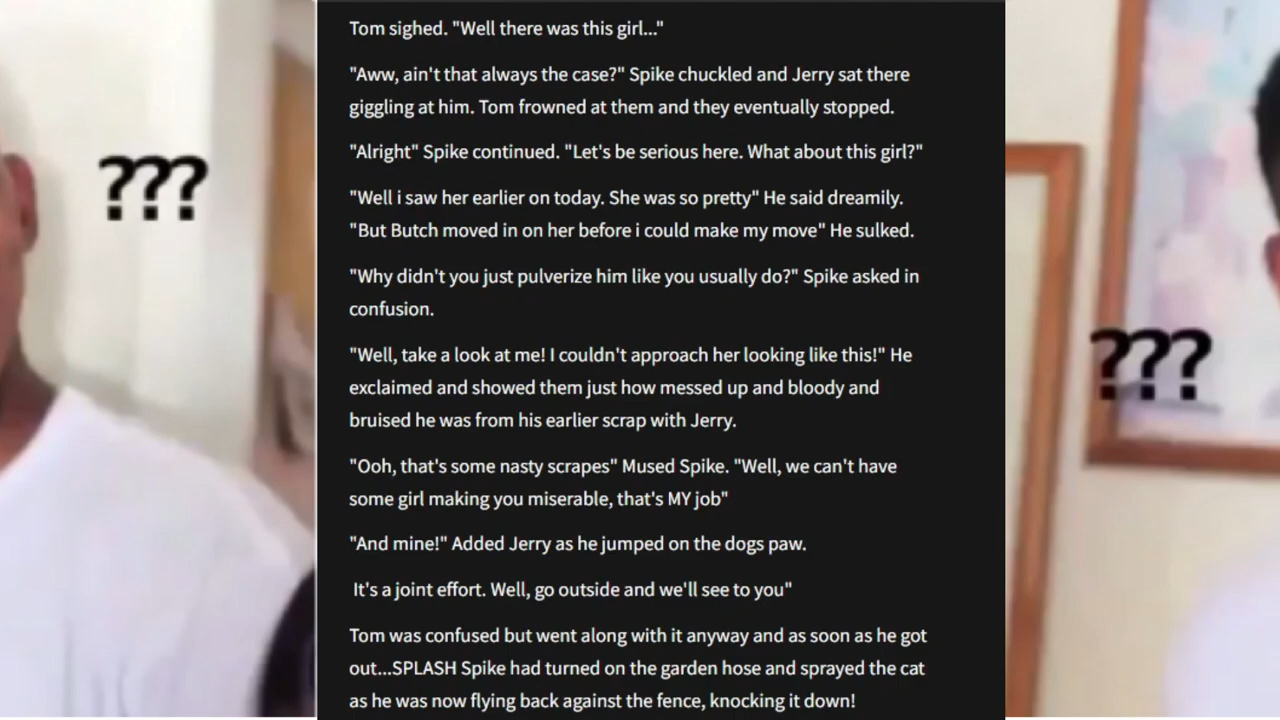 Tom sighed. "Well there was this girl..."
"Aww, ain't that always the case?" Spike chuckled and Jerry sat there
giggling at him. Tom frowned at them and they eventually stopped.
"Alright" Spike continued. "Let's be serious here. What about this girl?"
???
"Well i saw her earlier on today. She was so pretty" He said dreamily.
"But Butch moved in on her before i could make my move" He sulked.
"Why didn't you just pulverize him like you usually do?" Spike asked in
confusion.
"Well, take a look at me! I couldn't approach her looking like this!" He
???
exclaimed and showed them just how messed up and bloody and
bruised he was from his earlier scrap with Jerry.
"Ooh, that's some nasty scrapes" Mused Spike. "Well, we can't have
some girl making you miserable, that's MY job"
"And mine!" Added Jerry as he jumped on the dogs paw.
It's a joint effort. Well, go outside and we'll see to you"
Tom was confused but went along with it anyway and as soon as he got
out...SPLASH Spike had turned on the garden hose and sprayed the cat
as he was now flying back against the fence, knocking it down!